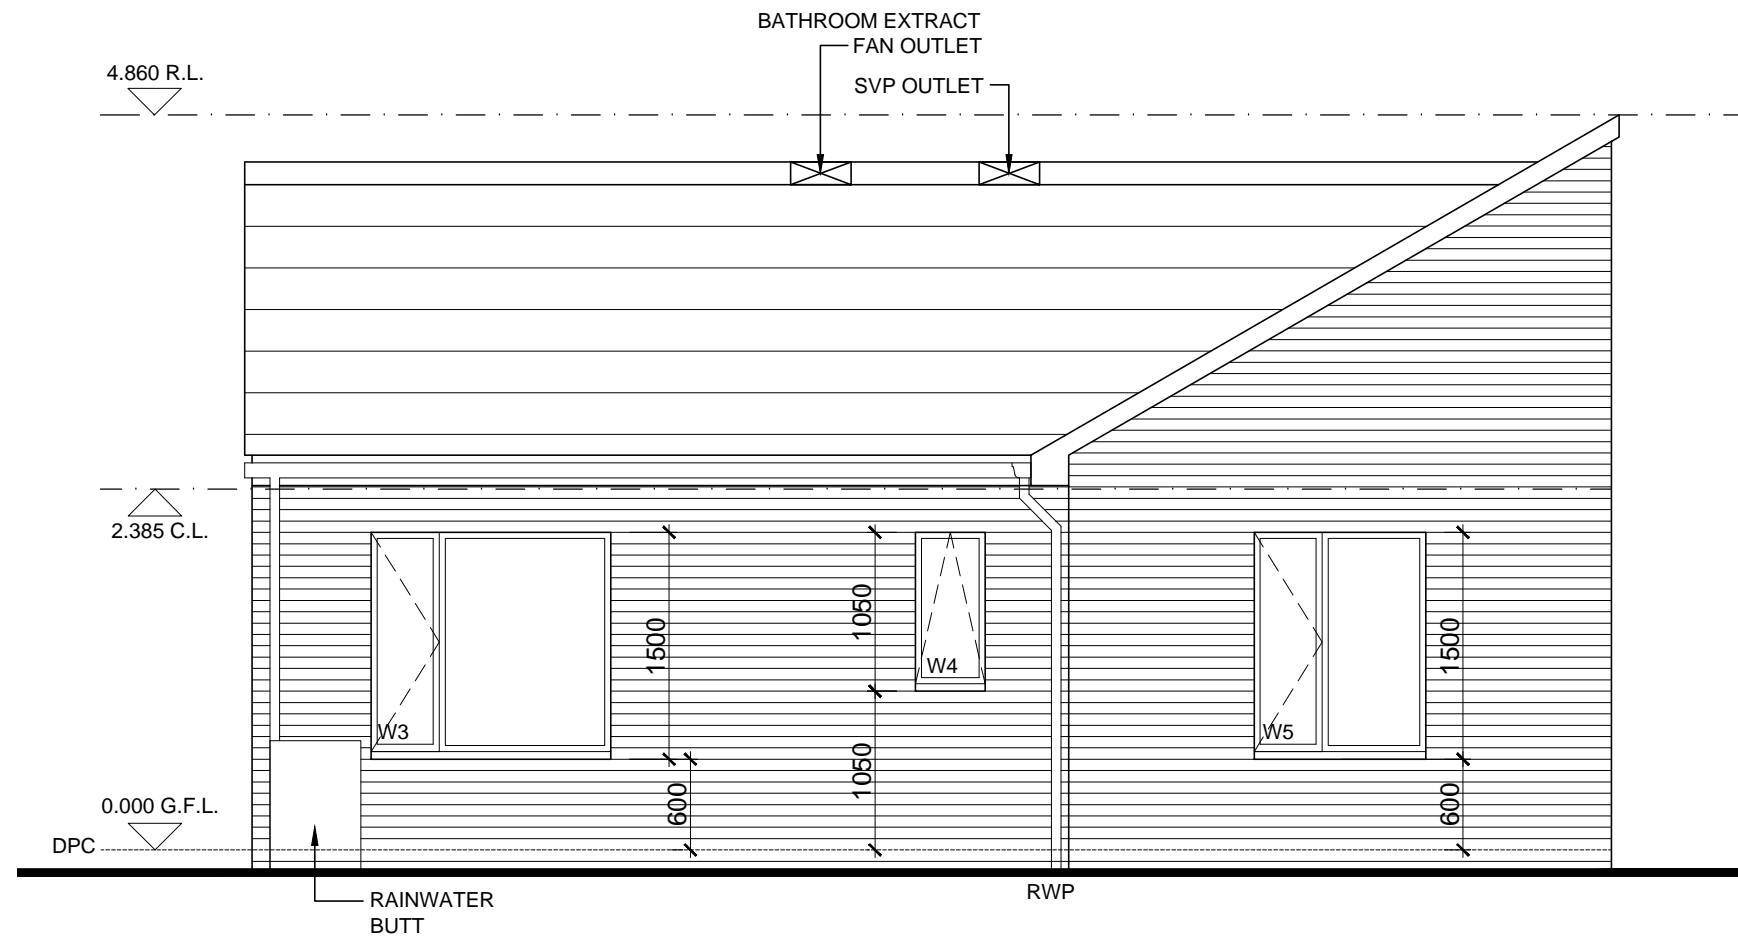 BATHROOM EXTRACT
FAN OUTLET
SVP OUTLET
4.860 R.L.
2.385 C.L.
1500
1050
1500
W4
W3
W5
600
1050
600
0.000 G.F.L.
DPC
RAINWATER
BUTT
RWP